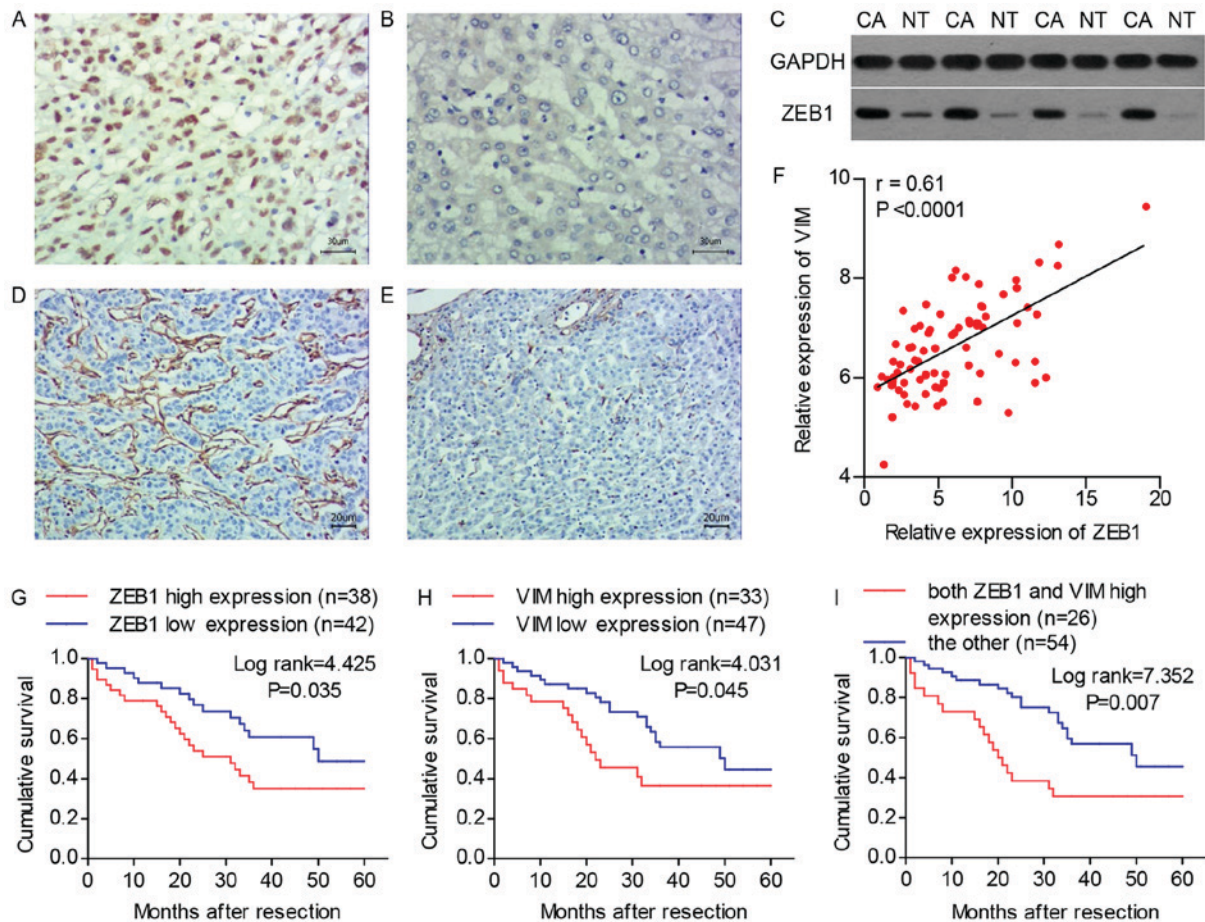 A
30um
B
30um
C
CA NT CA NT CA NT CA NT
GAPDH
ZEB1
D
20um
E
20um
F
r = 0.61
P <0.0001
Relative expression of VIM
10
8
6
4
0 5 10 15 20
Relative expression of ZEB1
G
ZEB1 high expression (n=38)
ZEB1 low expression (n=42)
Log rank=4.425
P=0.035
Cumulative survival
1.0
0.8
0.6
0.4
0.2
0.0
0 10 20 30 40 50 60
Months after resection
H
VIM high expression (n=33)
VIM low expression (n=47)
Log rank=4.031
P=0.045
Cumulative survival
1.0
0.8
0.6
0.4
0.2
0.0
0 10 20 30 40 50 60
Months after resection
I
both ZEB1 and VIM high
expression (n=26)
the other (n=54)
Log rank=7.352
P=0.007
Cumulative survival
1.0
0.8
0.6
0.4
0.2
0.0
0 10 20 30 40 50 60
Months after resection